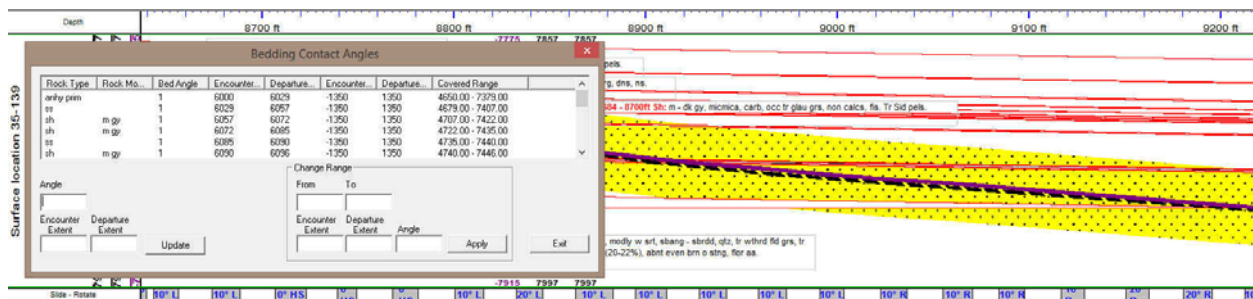 Depth
8700 ft 8800 ft 8900 ft 9000 ft 9100 ft 9200 ft
-7775 7857 7857
Bedding Contact Angles
Rock Type Rock Mo... Bed Angle Encounter... Departure... Encounter... Departure... Covered Range
anhy prim 1 6000 6029 -1350 1350 4650.00 - 7379.00
ss 1 6029 6057 -1350 1350 4679.00 - 7407.00
sh m gy 1 6057 6072 -1350 1350 4707.00 - 7422.00
sh m gy 1 6072 6085 -1350 1350 4722.00 - 7435.00
ss 1 6085 6090 -1350 1350 4735.00 - 7440.00
sh m gy 1 6090 6096 -1350 1350 4740.00 - 7446.00
Angle
Encounter Extent
Departure Extent
Update
Change Range
From To
Encounter Extent
Departure Extent
Angle
Apply
Exit
pels.
rg, dns, ns.
84 - 8700ft Sh: m - dk gy, micmica, carb, occ tr glau grs, non calcs, fis. Tr Sid pels.
, modly w srt, sbang - sbrdd, qtz, tr wthrd fld grs, tr
(20-22%), abnt even brn o stng, flor aa.
-7915 7997 7997
Surface location 35-139
Slide - Rotate
10° L 10° L 0° HS 10° L 20° L 10° L 10° L 10° L 10° L 10° L 10° R 10° R 20° R